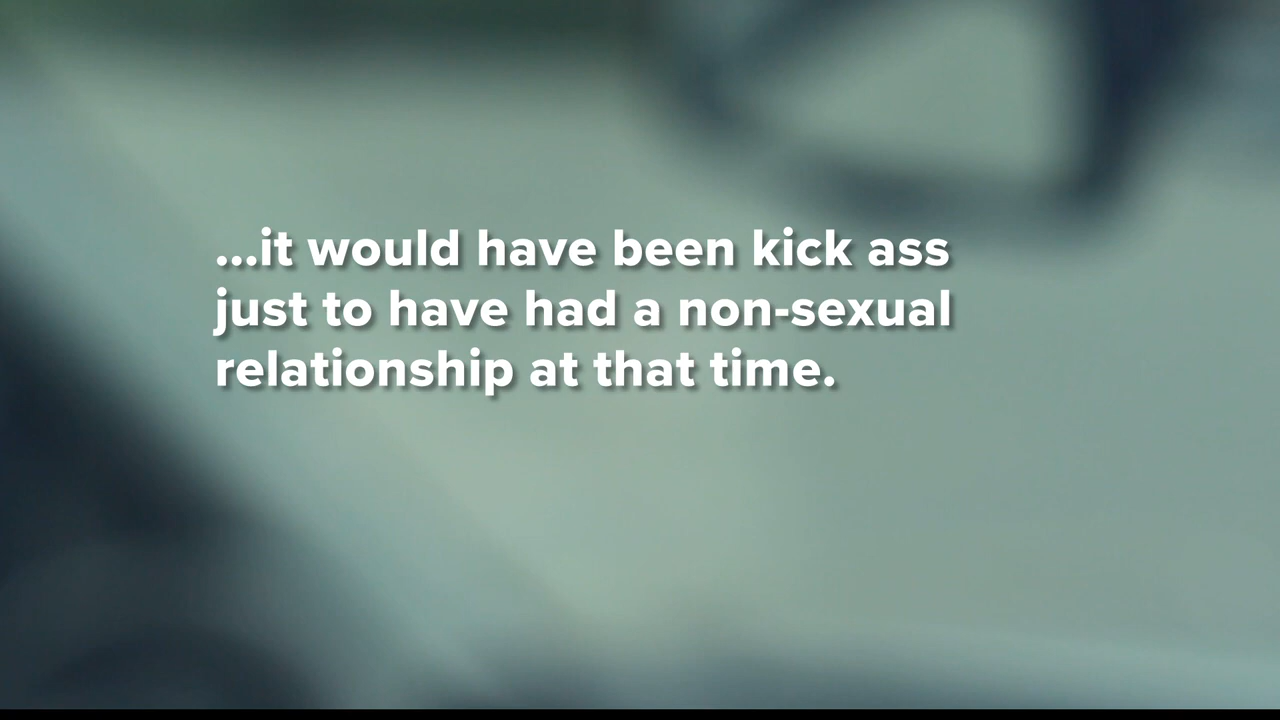 ...it would have been kick ass
just to have had a non-sexual
relationship at that time.